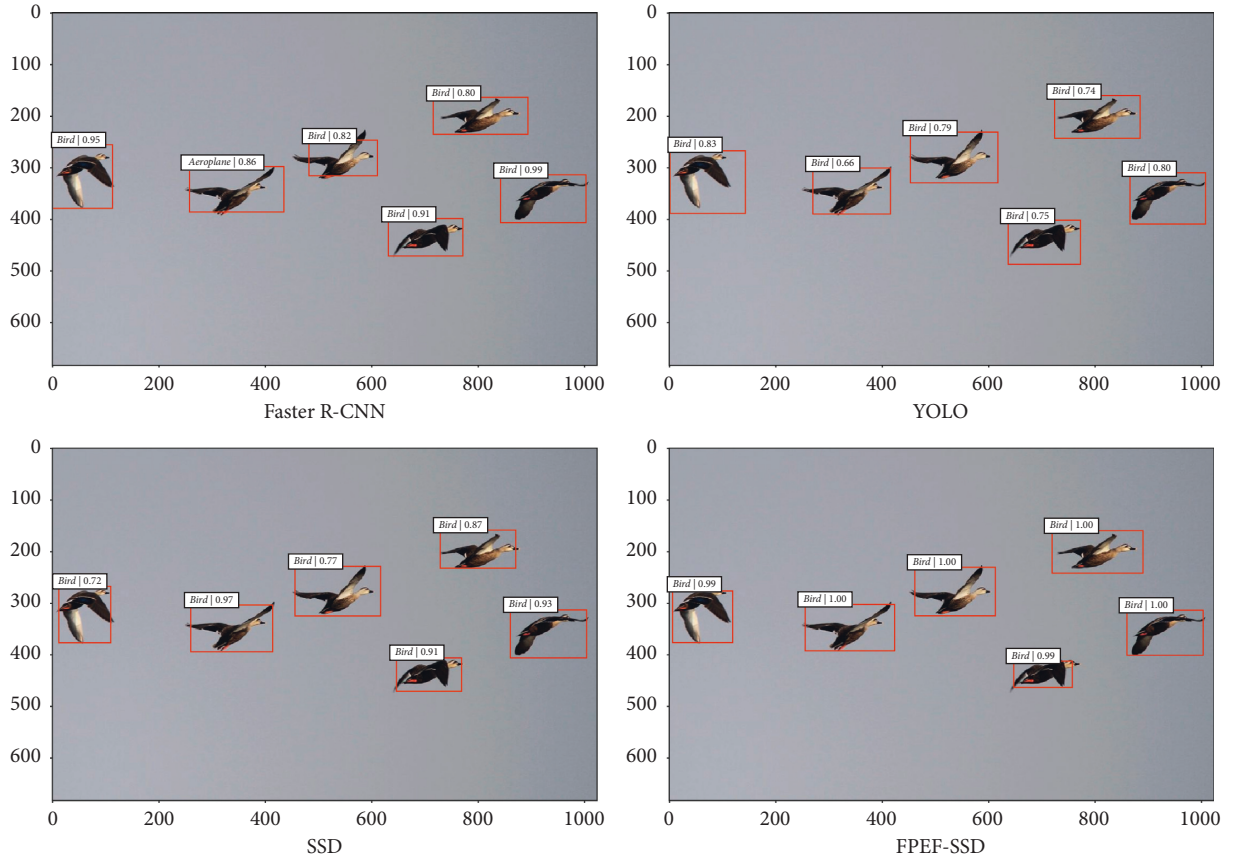 0
100
200
300
400
500
600
Bird | 0.80
Bird | 0.95
Bird | 0.82
Aeroplane | 0.86
Bird | 0.99
Bird | 0.91
0 200 400 600 800 1000
Faster R-CNN
0
100
200
300
400
500
600
Bird | 0.74
Bird | 0.79
Bird | 0.83
Bird | 0.66
Bird | 0.80
Bird | 0.75
0 200 400 600 800 1000
YOLO
0
100
200
300
400
500
600
Bird | 0.87
Bird | 0.77
Bird | 0.72
Bird | 0.97
Bird | 0.93
Bird | 0.91
0 200 400 600 800 1000
SSD
0
100
200
300
400
500
600
Bird | 1.00
Bird | 1.00
Bird | 0.99
Bird | 1.00
Bird | 1.00
Bird | 0.99
0 200 400 600 800 1000
FPEF-SSD